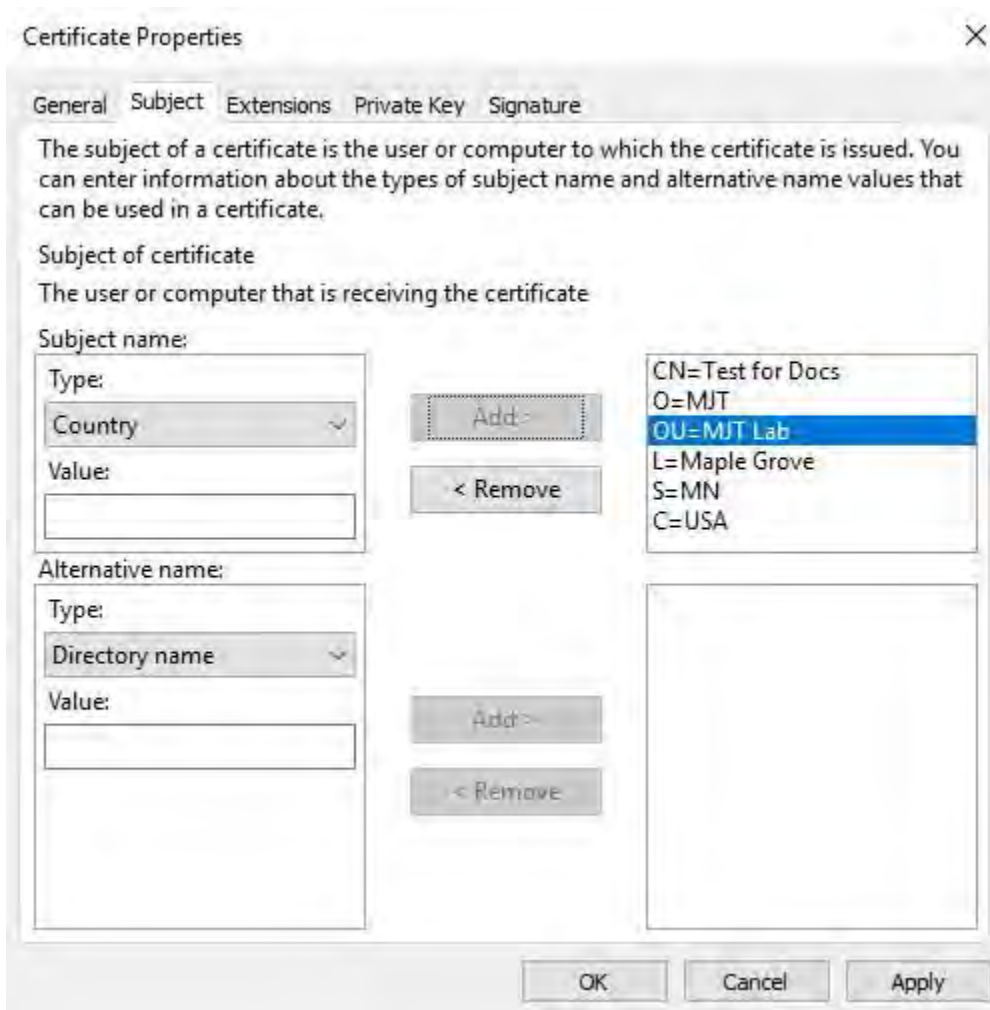 Certificate Properties
General Subject Extensions Private Key Signature
The subject of a certificate is the user or computer to which the certificate is issued. You
can enter information about the types of subject name and alternative name values that
can be used in a certificate.
Subject of certificate
The user or computer that is receiving the certificate
Subject name:
Type:
Country
Value:
Add >
< Remove
CN=Test for Docs
O=MJT
OU=MJT Lab
L=Maple Grove
S=MN
C=USA
Alternative name:
Type:
Directory name
Value:
Add >
< Remove
OK Cancel Apply